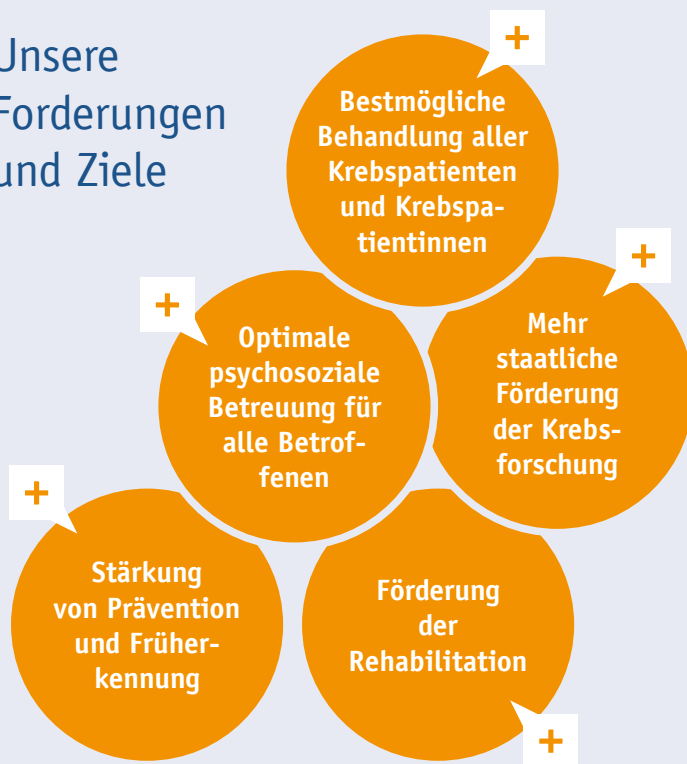 Unsere
Forderungen
und Ziele
+
Bestmögliche
Behandlung aller
Krebspatienten
und Krebspa-
tientinnen
+
Mehr
staatliche
Förderung
der Krebs-
forschung
+
Optimale
psychosoziale
Betreuung für
alle Betrof-
fenen
+
Stärkung
von Prävention
und Früher-
kennung
Förderung
der
Rehabilitation
+